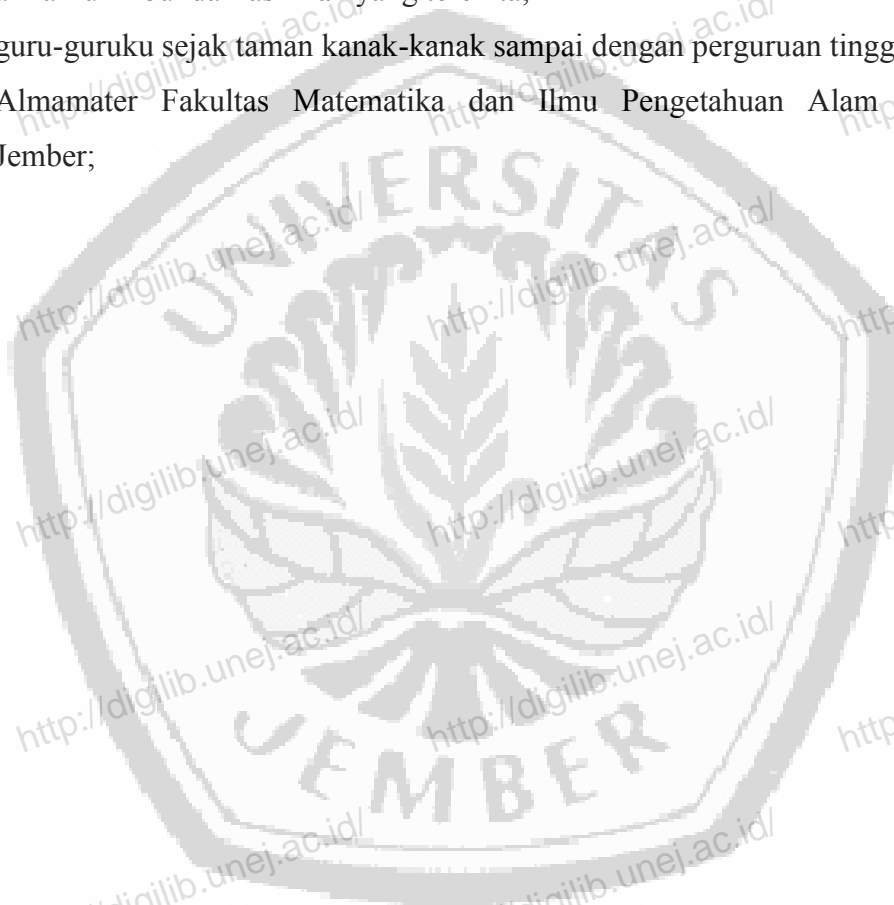 guru-guruku sejak taman kanak-kanak sampai dengan perguruan
Almamater Fakultas Matematika dan Ilmu Pengetahuan Alam
Jember;
UNIVERSITAS
JEMBER
http://digilib.unej.ac.id/
http://digilib.unej.ac.id/
http://digilib.unej.ac.id/
http://digilib.unej.ac.id/
http://digilib.unej.ac.id/
http://digilib.unej.ac.id/
http://digilib.unej.ac.id/
http://digilib.unej.ac.id/